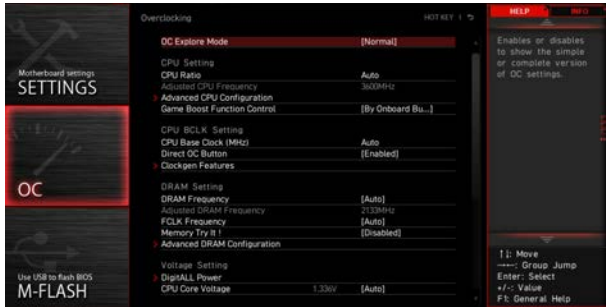 HELP
INFO
Overclocking
HOT KEY
Motherboard settings
SETTINGS
OC
Use USB to flash BIOS
M-FLASH
OC Explore Mode [Normal]
CPU Setting
CPU Ratio Auto
Adjusted CPU Frequency 3600MHz
Advanced CPU Configuration
Game Boost Function Control [By Onboard Bu...]
CPU BCLK Setting
CPU Base Clock (MHz) Auto
Direct OC Button [Enabled]
Clockgen Features
DRAM Setting
DRAM Frequency [Auto]
Adjusted DRAM Frequency 2133MHz
FCLK Frequency [Auto]
Memory Try It ! [Disabled]
Advanced DRAM Configuration
Voltage Setting
DigitALL Power
CPU Core Voltage 1.336V [Auto]
Enables or disables
to show the simple
or complete version
of OC settings.
↑↓: Move
→←: Group Jump
Enter: Select
+/-: Value
F1: General Help